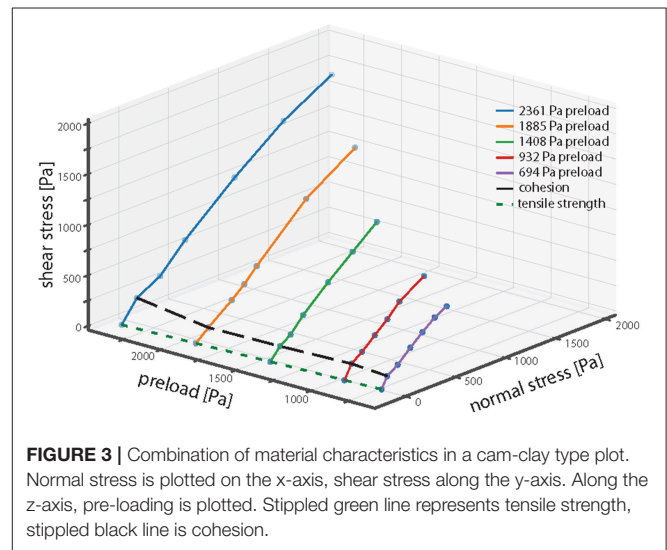 2000
1500
1000
500
0
shear stress [Pa]
2361 Pa preload
1885 Pa preload
1408 Pa preload
932 Pa preload
694 Pa preload
cohesion
tensile strength
2000
1500
1000
preload [Pa]
0
500
1000
1500
2000
normal stress [Pa]
FIGURE 3 | Combination of material characteristics in a cam-clay type plot.
Normal stress is plotted on the x-axis, shear stress along the y-axis. Along the
z-axis, pre-loading is plotted. Stippled green line represents tensile strength,
stippled black line is cohesion.